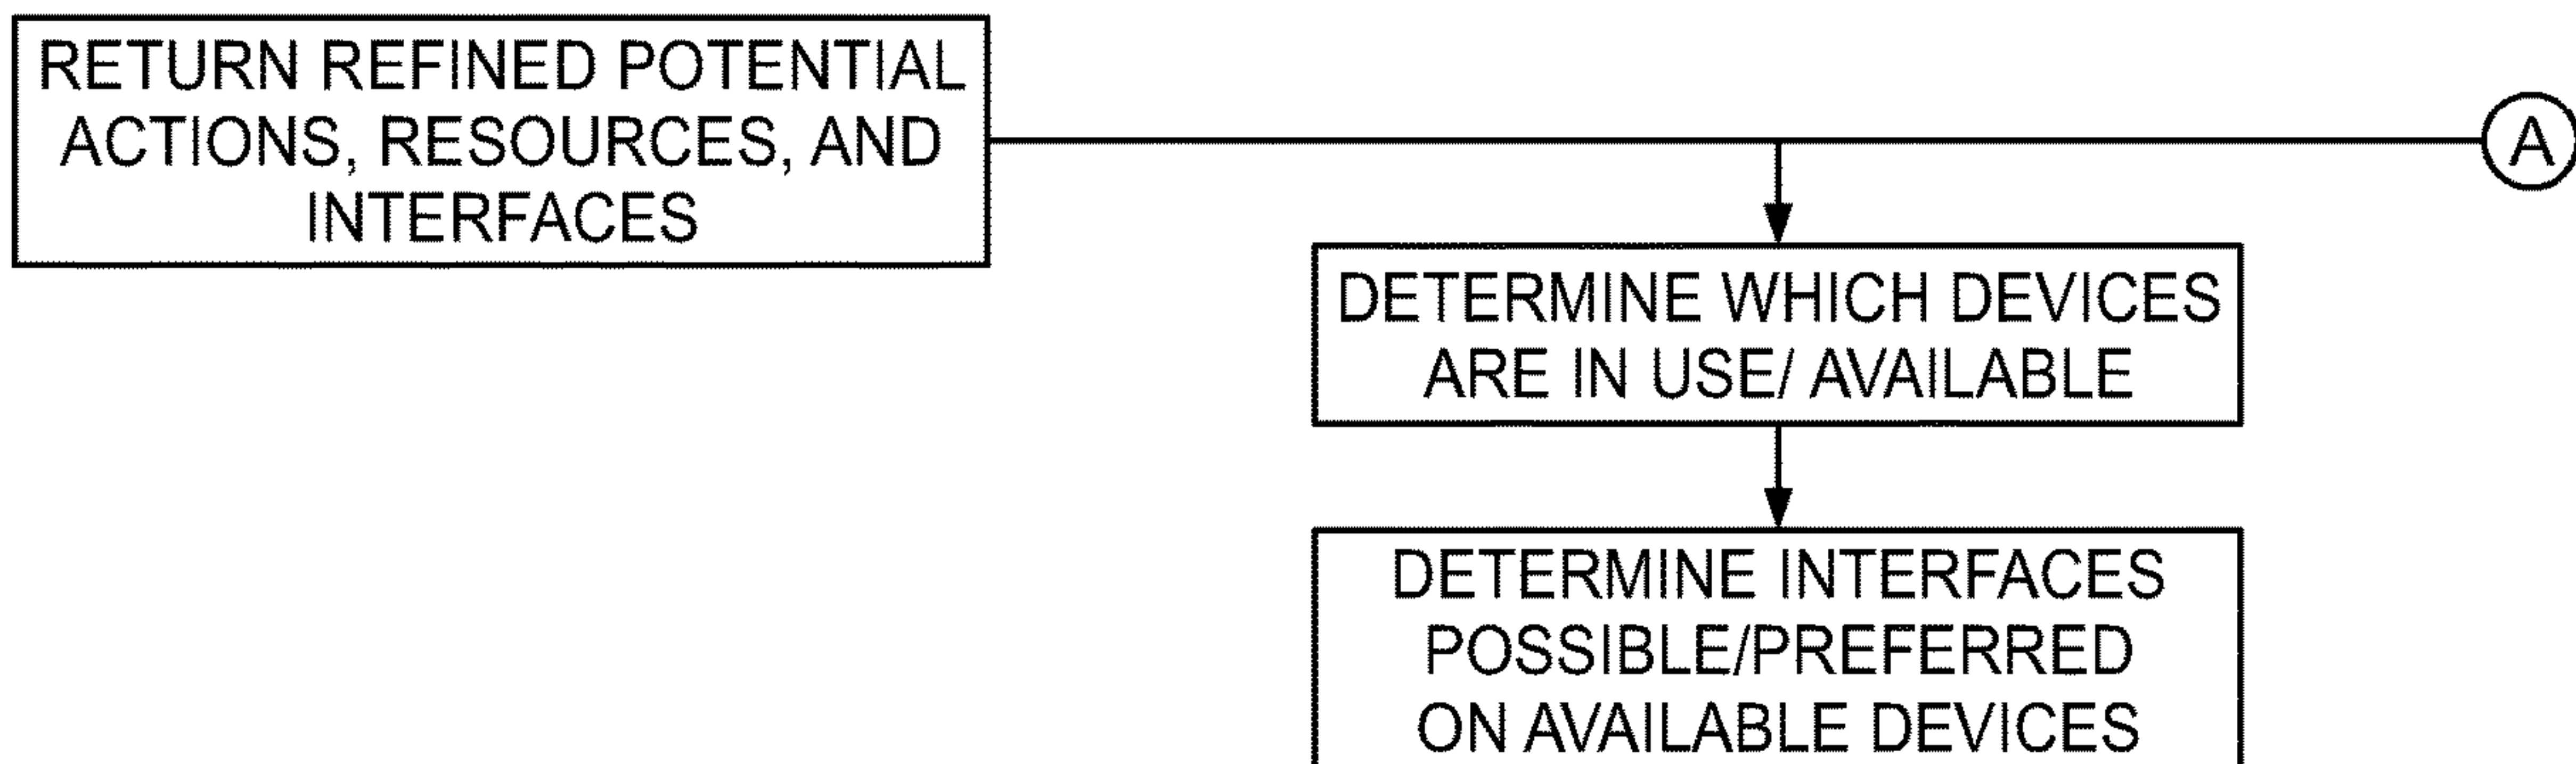 RETURN REFINED POTENTIAL
ACTIONS, RESOURCES, AND
INTERFACES
A
DETERMINE WHICH DEVICES
ARE IN USE/ AVAILABLE
DETERMINE INTERFACES
POSSIBLE/PREFERRED
ON AVAILABLE DEVICES